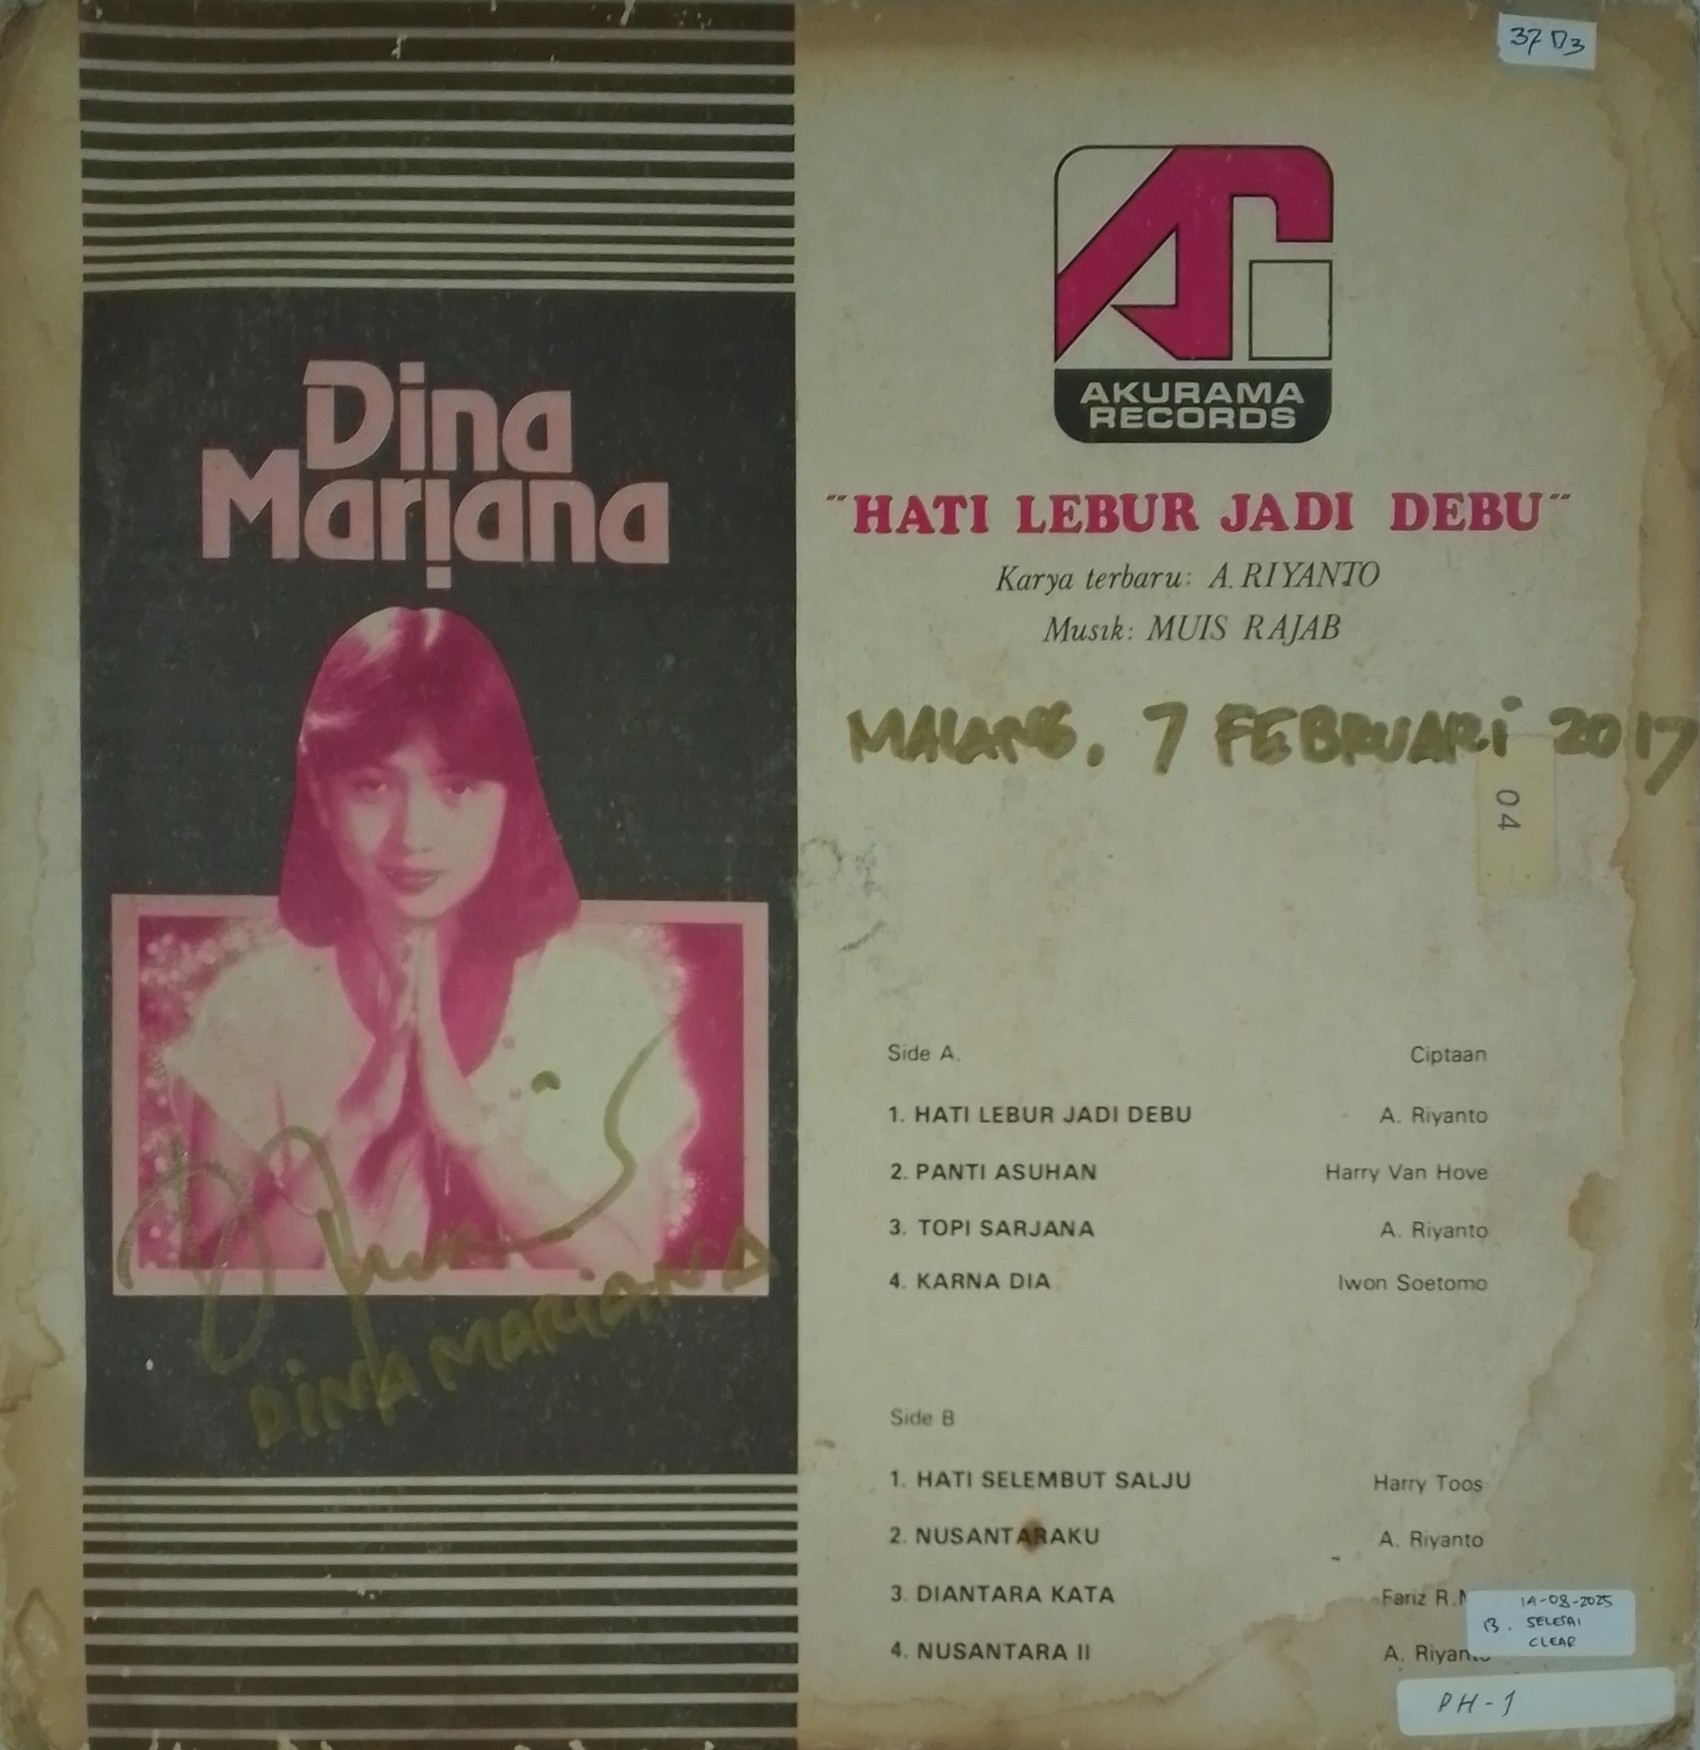 37 D3
AKURAMA
RECORDS
Dina
Mariana
"HATI LEBUR JADI DEBU"
Karya terbaru: A. RIYANTO
Musik: MUIS RAJAB
MALANG, 7 FEBRUARI 2017
04
Side A. Ciptaan
1. HATI LEBUR JADI DEBU A. Riyanto
2. PANTI ASUHAN Harry Van Hove
3. TOPI SARJANA A. Riyanto
4. KARNA DIA Iwon Soetomo
DINA MARIANA
Side B
1. HATI SELEMBUT SALJU Harry Toos
2. NUSANTARAKU A. Riyanto
3. DIANTARA KATA Fariz R.
4. NUSANTARA II A.
14-08-2025
B. SELESAI
CLEAR
PH-1